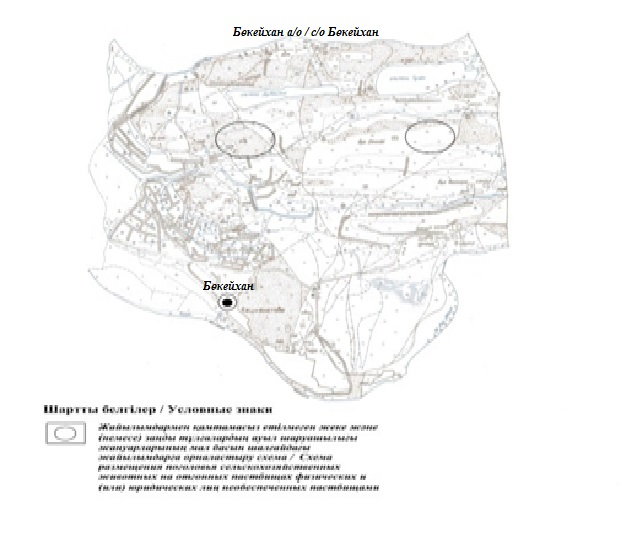 Бөкейхан а/о / с/о Бөкейхан
Бөкейхан
Шартты белгілер / Условные знаки
Жайылымдармен қамтамасыз етілмеген жеке және
(немесе) заңды тұлғалардың ауыл шаруашылығы
жануарларының мал басын шалғайдағы
жайылымдарға орналастыру схема / Схема
размещения поголовья сельскохозяйственных
животных на отгонных пастбищах физических и
(или) юридических лиц необеспеченных пастбищами